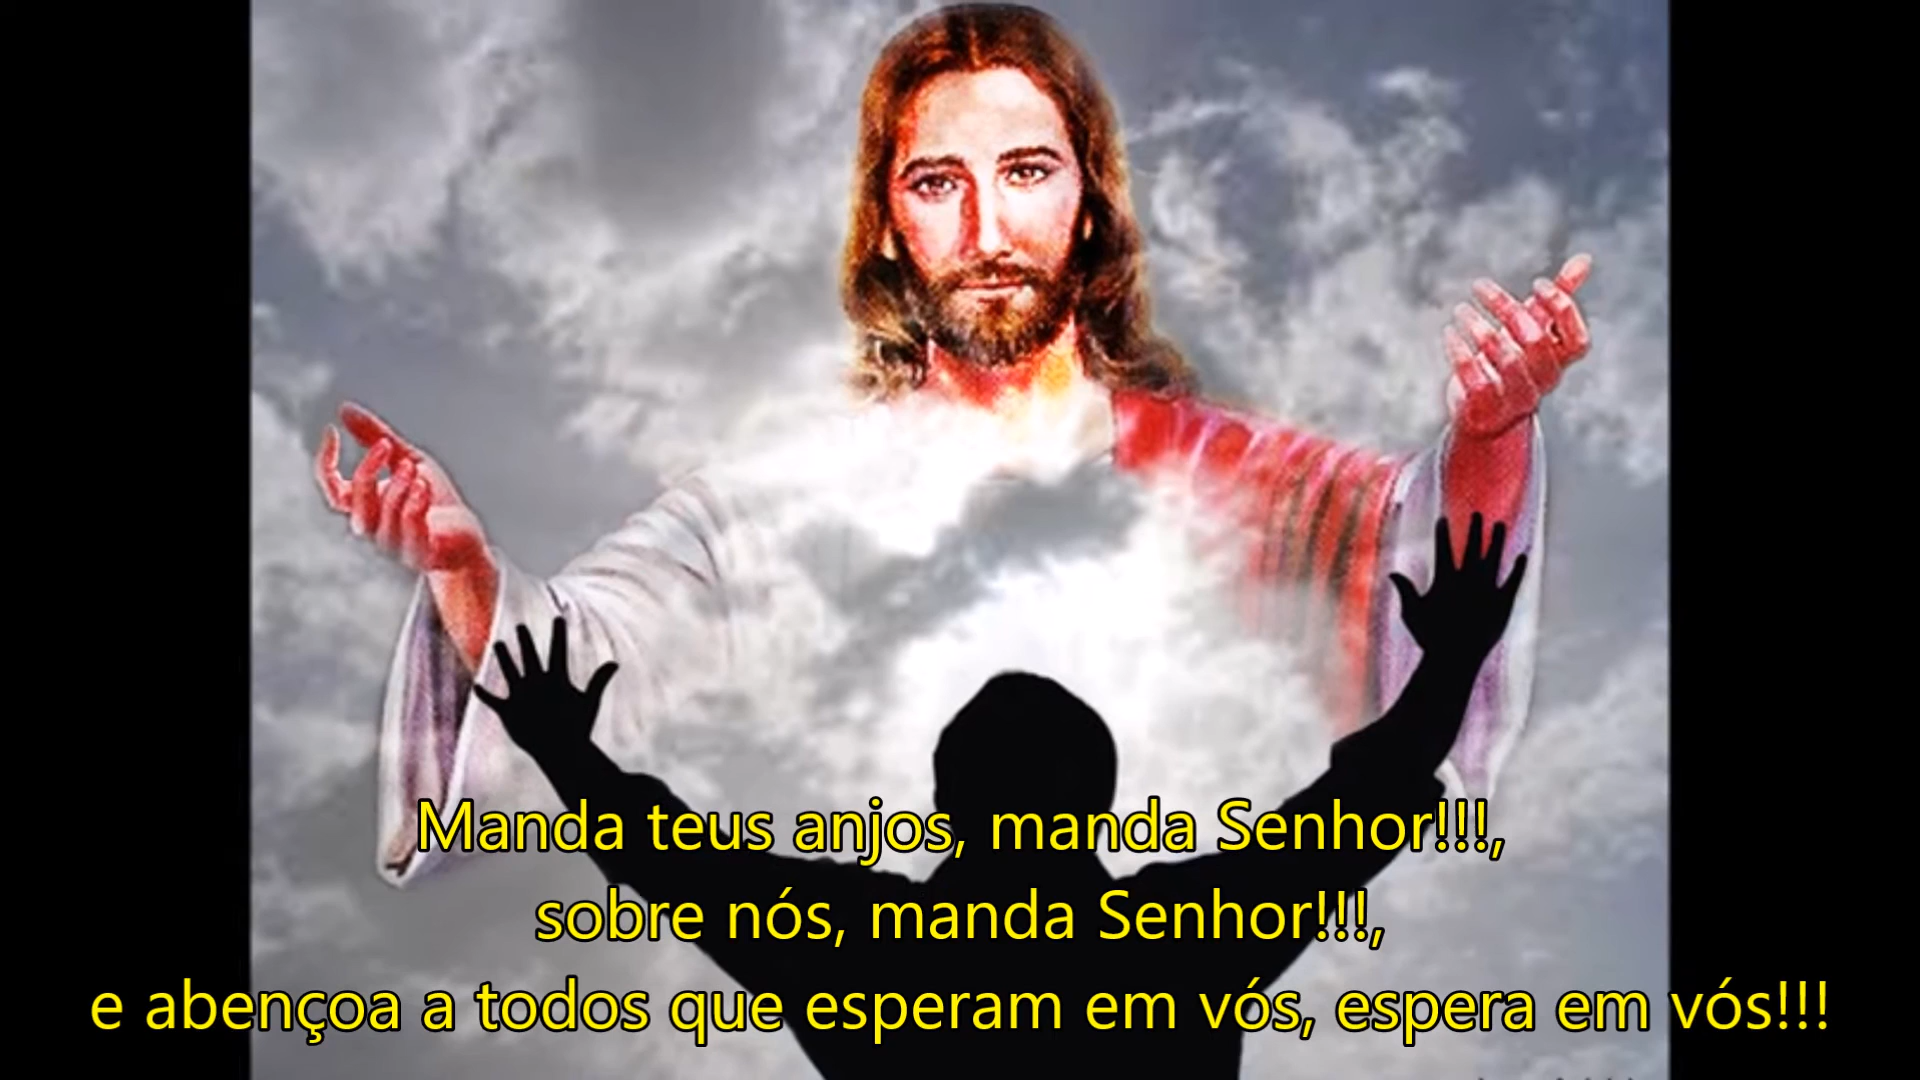 Manda teus anjos, manda Senhor!!!,
sobre nós, manda Senhor!!!,
e abençoa a todos que esperam em vós, espera em vós!!!